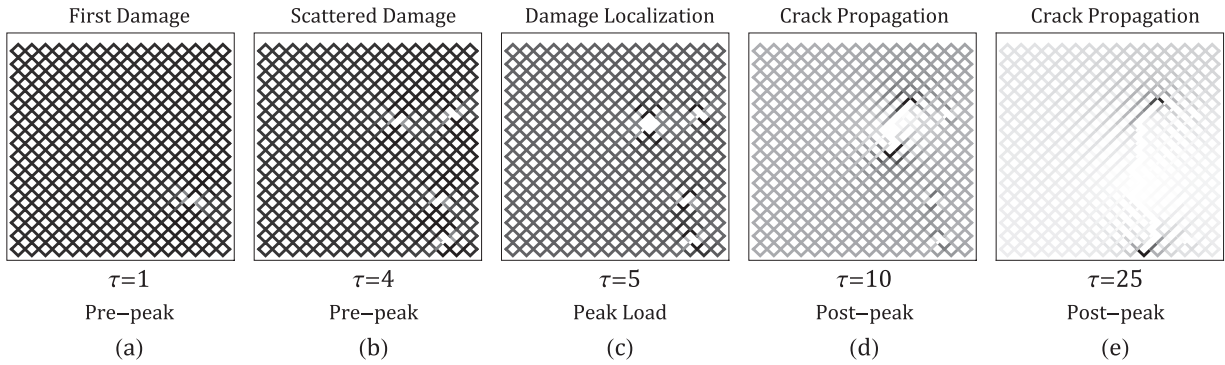 First Damage
Scattered Damage
Damage Localization
Crack Propagation
Crack Propagation
τ=1
τ=4
τ=5
τ=10
τ=25
Pre−peak
Pre−peak
Peak Load
Post−peak
Post−peak
(a)
(b)
(c)
(d)
(e)